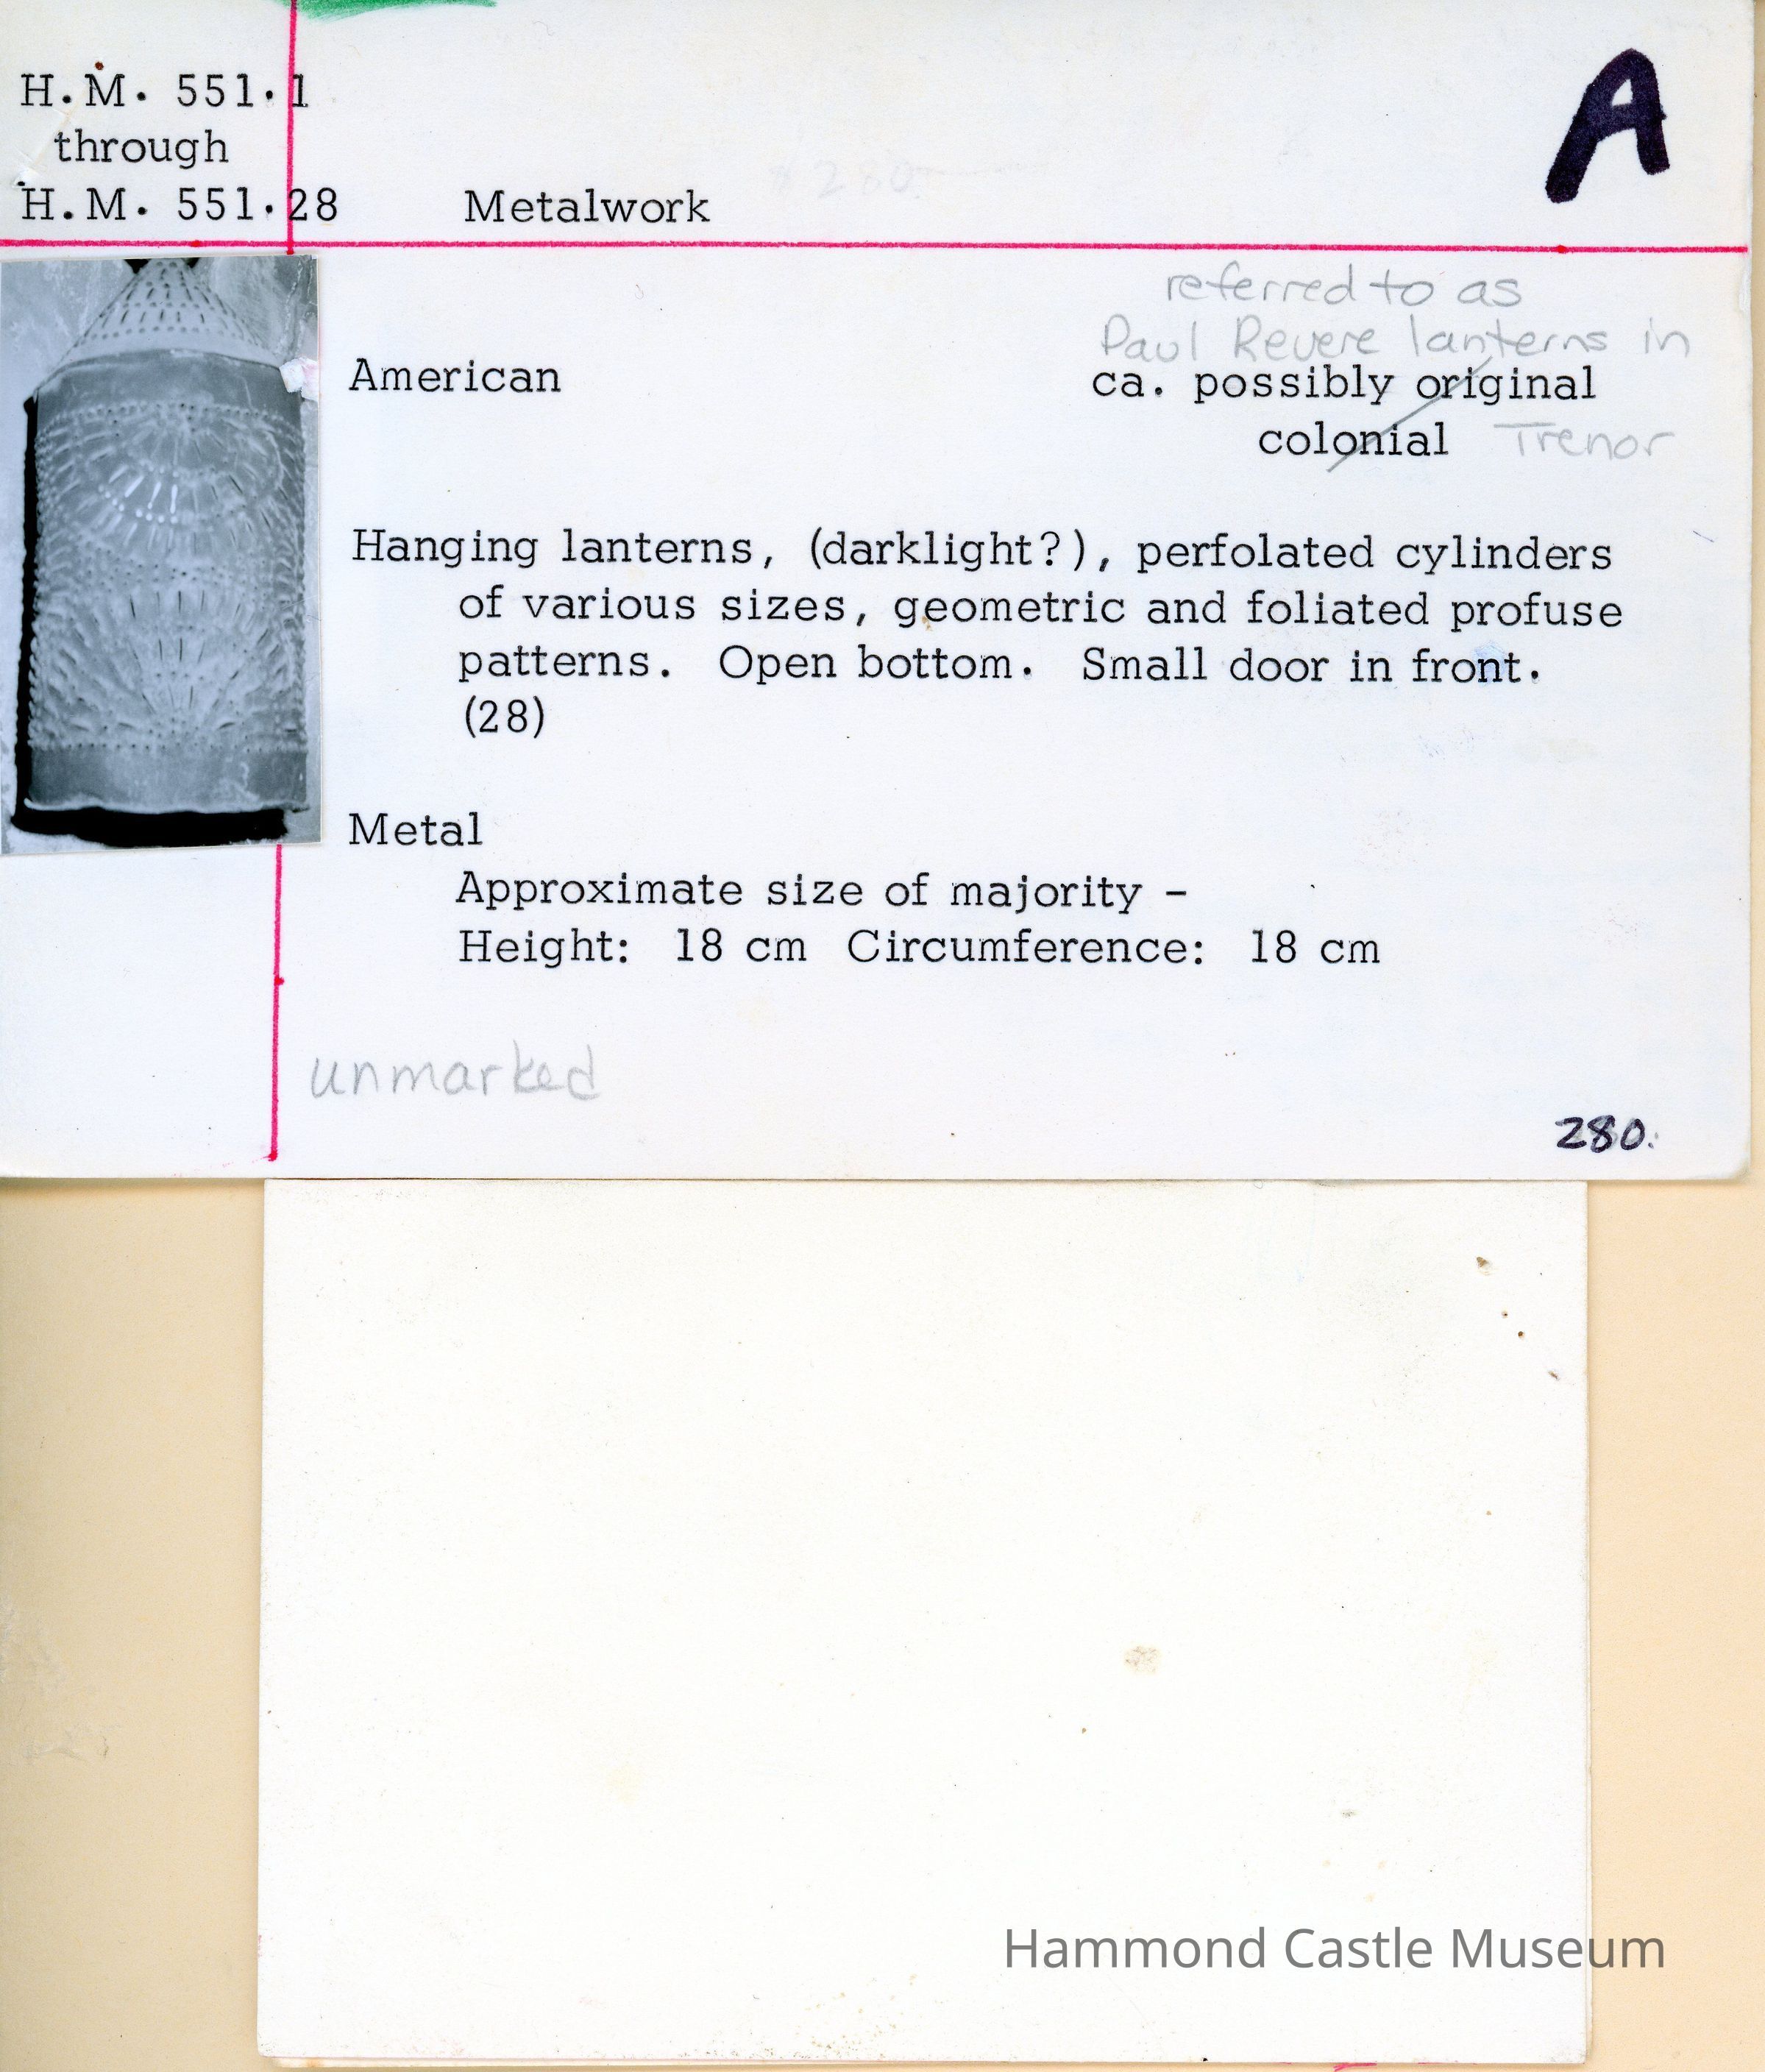 H.M. 551.1
through
H.M. 551.28
Metalwork
A
referred to as
Paul Revere lanterns in
American
ca. possibly original
colonial Trenor
Hanging lanterns, (darklight?), perfolated cylinders
of various sizes, geometric and foliated profuse
patterns. Open bottom. Small door in front.
(28)
Metal
Approximate size of majority -
Height: 18 cm Circumference: 18 cm
unmarked
280.
Hammond Castle Museum